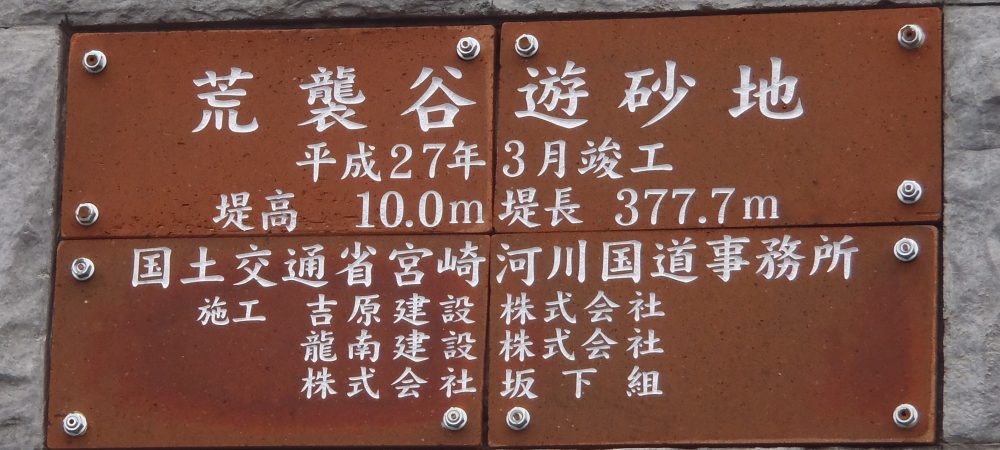 荒襲谷遊砂地
平成27年3月竣工
堤高 10.0m 堤長 377.7m
国土交通省宮崎河川国道事務所
施工 吉原建設株式会社
龍南建設株式会社
株式会社坂下組